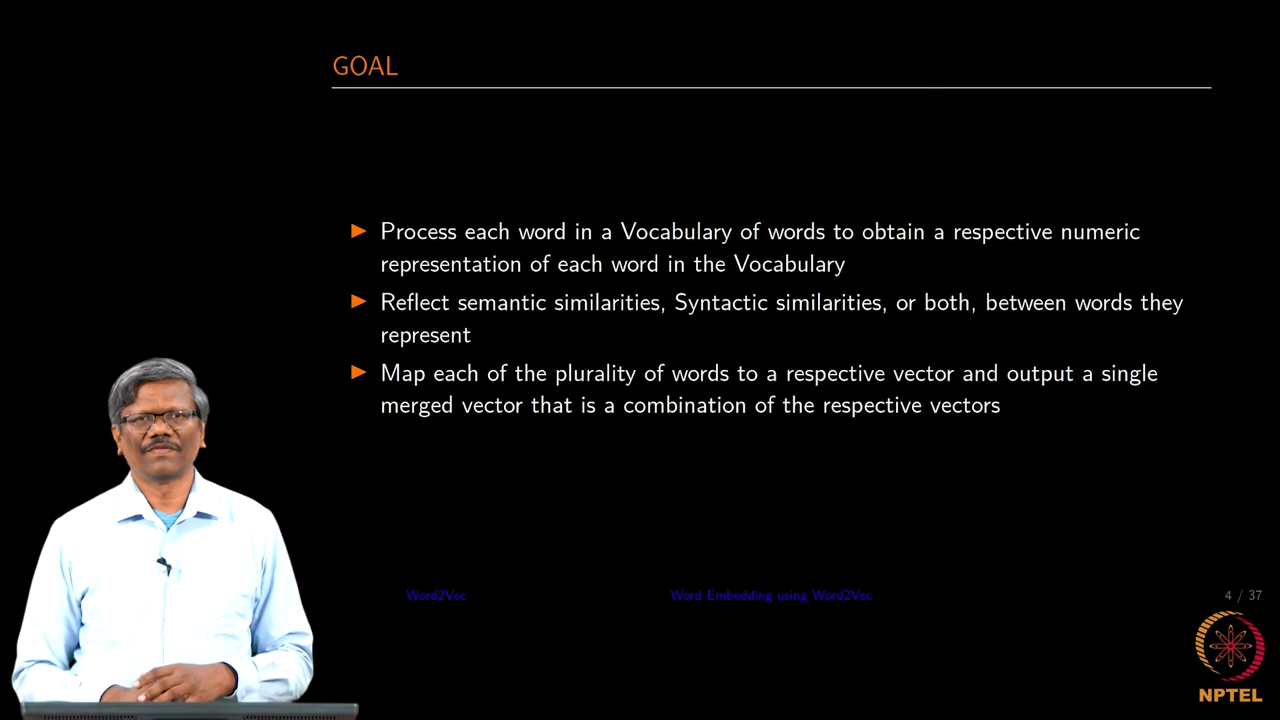 GOAL
Process each word in a Vocabulary of words to obtain a respective numeric
representation of each word in the Vocabulary
Reflect semantic similarities, Syntactic similarities, or both, between words they
represent
Map each of the plurality of words to a respective vector and output a single
merged vector that is a combination of the respective vectors
Word2Vec
Word Embedding using Word2Vec
4 / 37
NPTEL